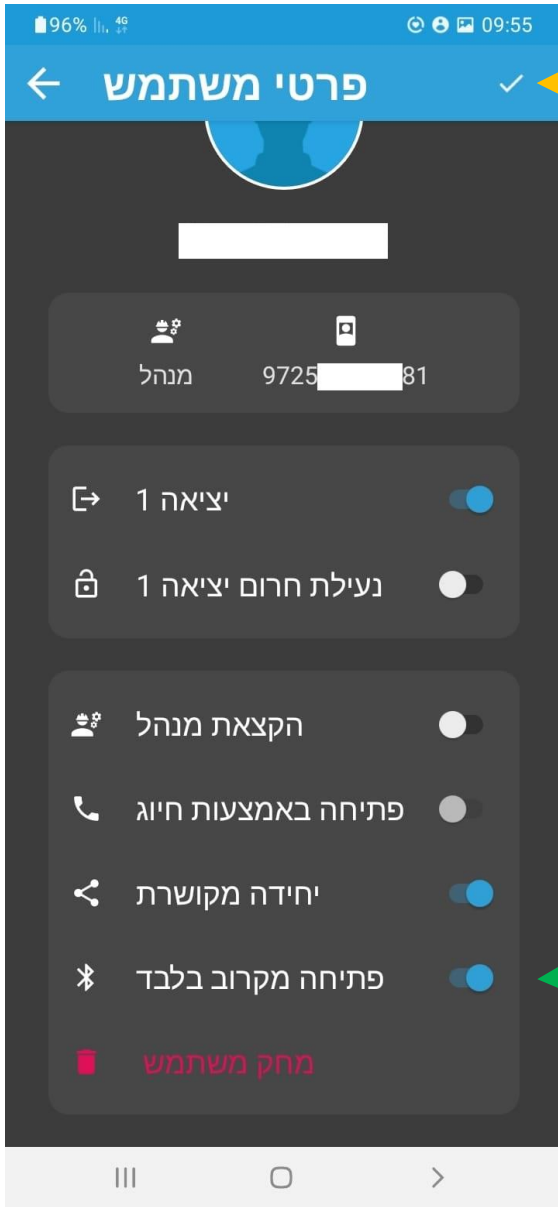 96% 4G 09:55
פרטי משתמש
מנהל 9725 81
יציאה 1
נעילת חרום יציאה 1
הקצאת מנהל
פתיחה באמצעות חיוג
יחידה מקושרת
פתיחה מקרוב בלבד
מחק משתמש